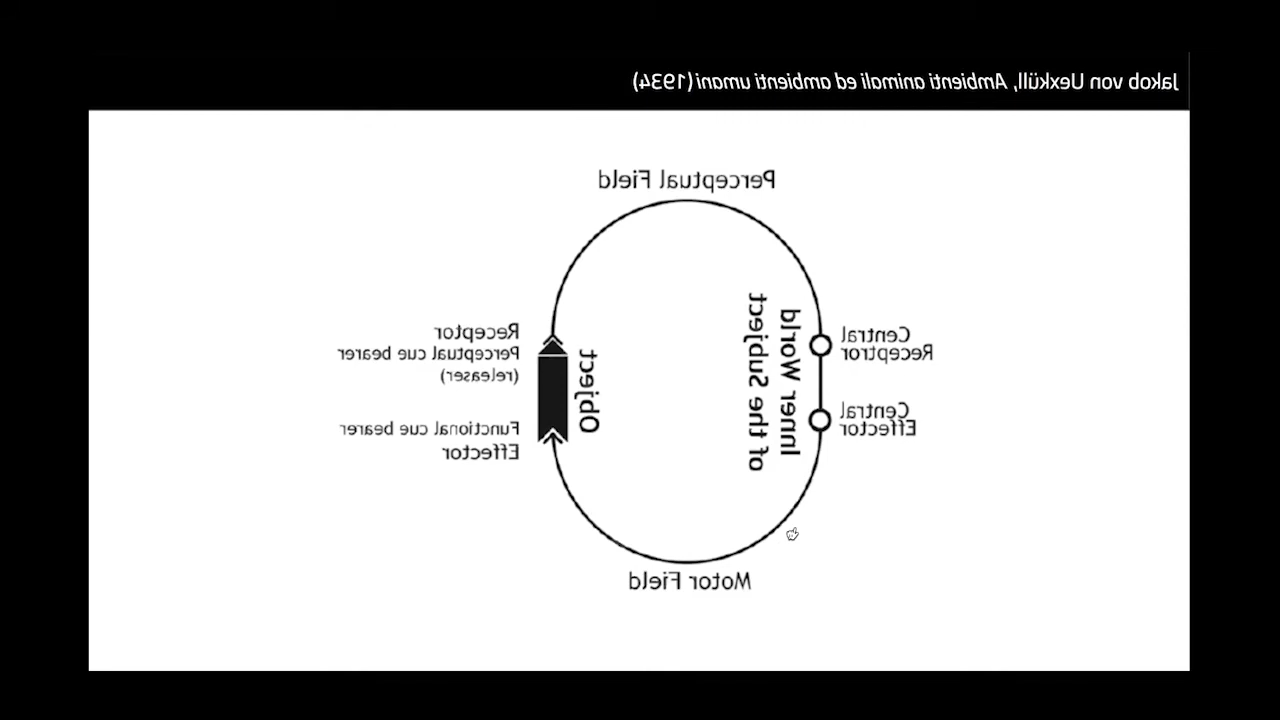 Jakob von Uexküll, Ambienti animali ed ambienti umani (1934)
Perceptual Field
Central
Receptror
Central
Effector
Inner World
of the Subject
Object
Receptor
Perceptual cue bearer
(releaser)
Functional cue bearer
Effector
Motor Field